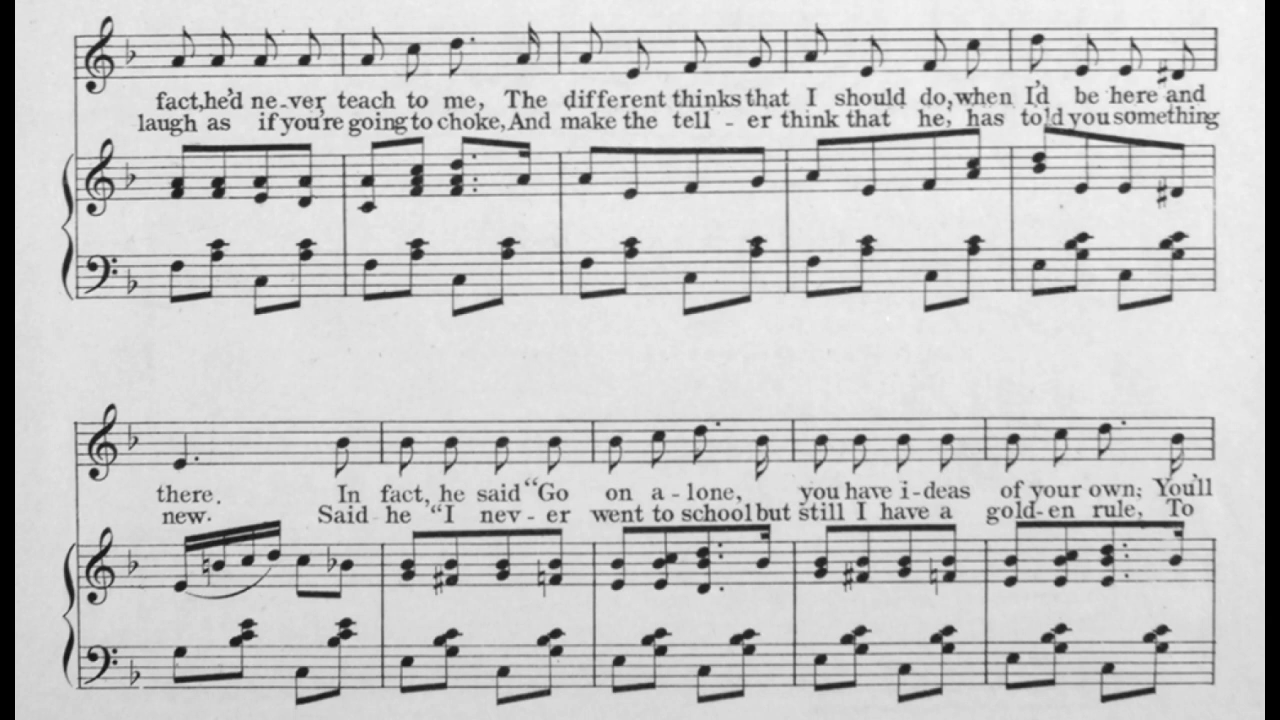 fact, he'd ne-ver teach to me, The different thinks that I should do, when I'd be here and
laugh as if you're going to choke, And make the tell - er think that he, has told you something
there. In fact, he said "Go on a - lone, you have i-deas of your own; You'll
new. Said he "I nev - er went to school but still I have a gold-en rule, To